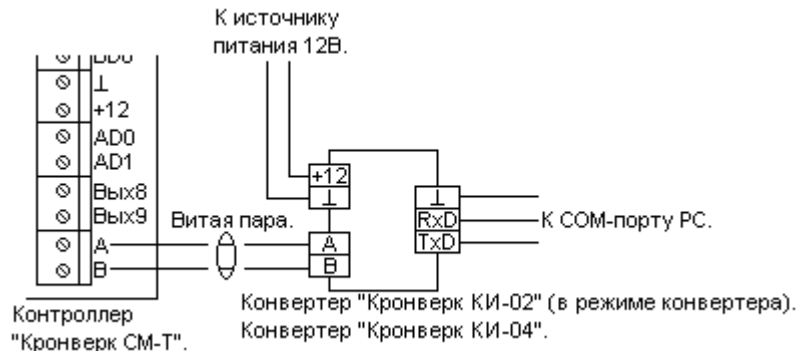 К источнику
питания 12В.
⊥
+12
AD0
AD1
Вых8
Вых9
A
B
Витая пара.
+12
⊥
A
B
⊥
RxD
TxD
К COM-порту PC.
Контроллер
"Кронверк СМ-Т".
Конвертер "Кронверк КИ-02" (в режиме конвертера).
Конвертер "Кронверк КИ-04".